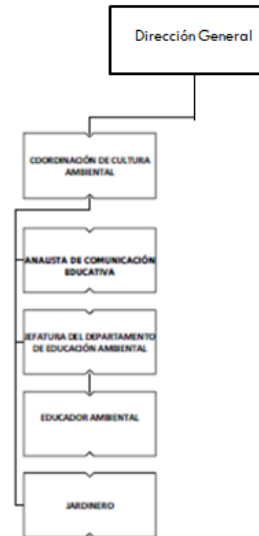 Dirección General
COORDINACIÓN DE CULTURA
AMBIENTAL
ANALISTA DE COMUNICACIÓN
EDUCATIVA
JEFATURA DEL DEPARTAMENTO
DE EDUCACIÓN AMBIENTAL
EDUCADOR AMBIENTAL
JARDINERO